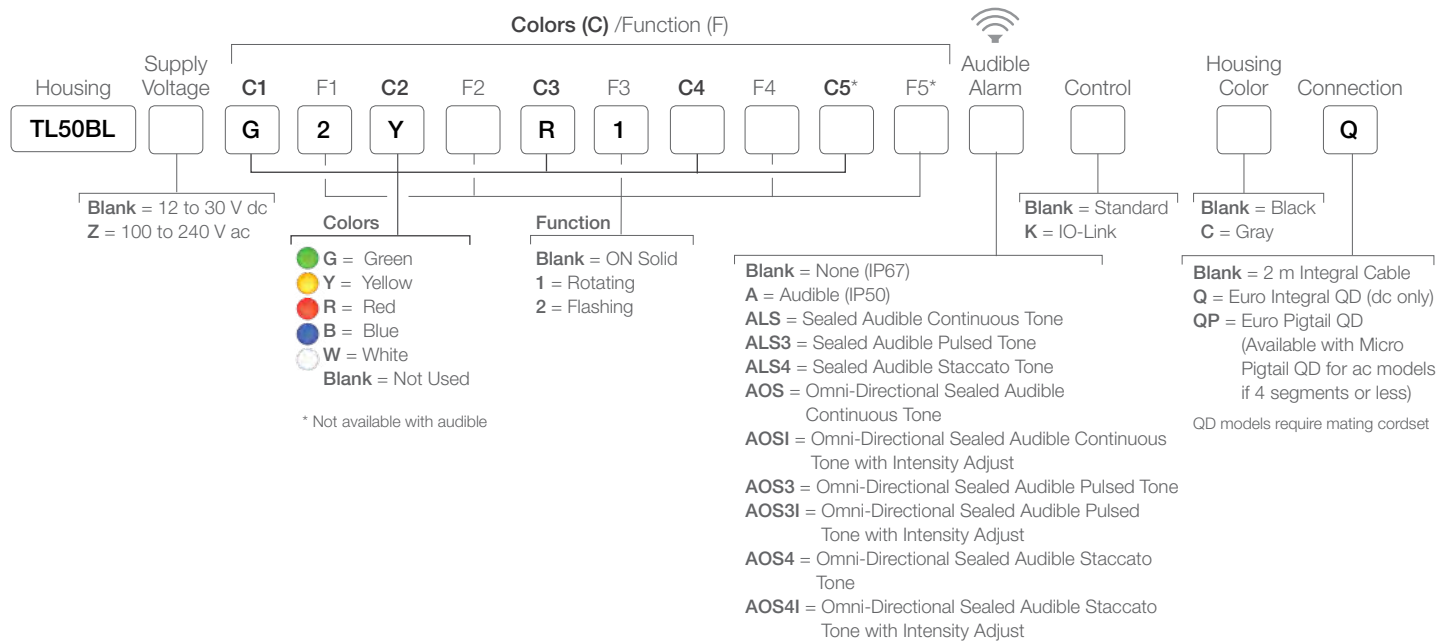 Colors (C) /Function (F)
Housing
Supply
Voltage
C1
F1
C2
F2
C3
F3
C4
F4
C5*
F5*
Audible
Alarm
Control
Housing
Color
Connection
TL50BL
G
2
Y
R
1
Q
Blank = 12 to 30 V dc
Z = 100 to 240 V ac
Colors
G = Green
Y = Yellow
R = Red
B = Blue
W = White
Blank = Not Used
* Not available with audible
Function
Blank = ON Solid
1 = Rotating
2 = Flashing
Blank = None (IP67)
A = Audible (IP50)
ALS = Sealed Audible Continuous Tone
ALS3 = Sealed Audible Pulsed Tone
ALS4 = Sealed Audible Staccato Tone
AOS = Omni-Directional Sealed Audible
Continuous Tone
AOSI = Omni-Directional Sealed Audible Continuous
Tone with Intensity Adjust
AOS3 = Omni-Directional Sealed Audible Pulsed Tone
AOS3I = Omni-Directional Sealed Audible Pulsed
Tone with Intensity Adjust
AOS4 = Omni-Directional Sealed Audible Staccato
Tone
AOS4I = Omni-Directional Sealed Audible Staccato
Tone with Intensity Adjust
Blank = Standard
K = IO-Link
Blank = Black
C = Gray
Blank = 2 m Integral Cable
Q = Euro Integral QD (dc only)
QP = Euro Pigtail QD
(Available with Micro
Pigtail QD for ac models
if 4 segments or less)
QD models require mating cordset